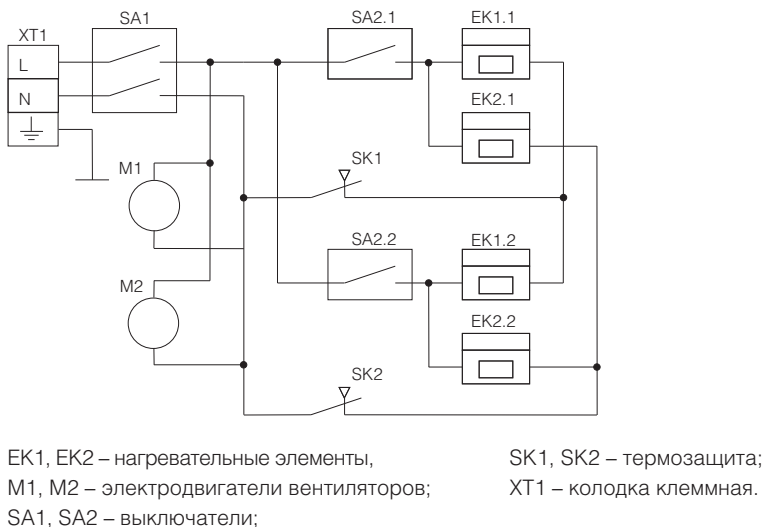 SA1
SA2.1
EK1.1
XT1
L
N
EK2.1
M1
SK1
SA2.2
EK1.2
M2
EK2.2
SK2
EK1, EK2 – нагревательные элементы,
M1, M2 – электродвигатели вентиляторов;
SA1, SA2 – выключатели;
SK1, SK2 – термозащита;
XT1 – колодка клеммная.